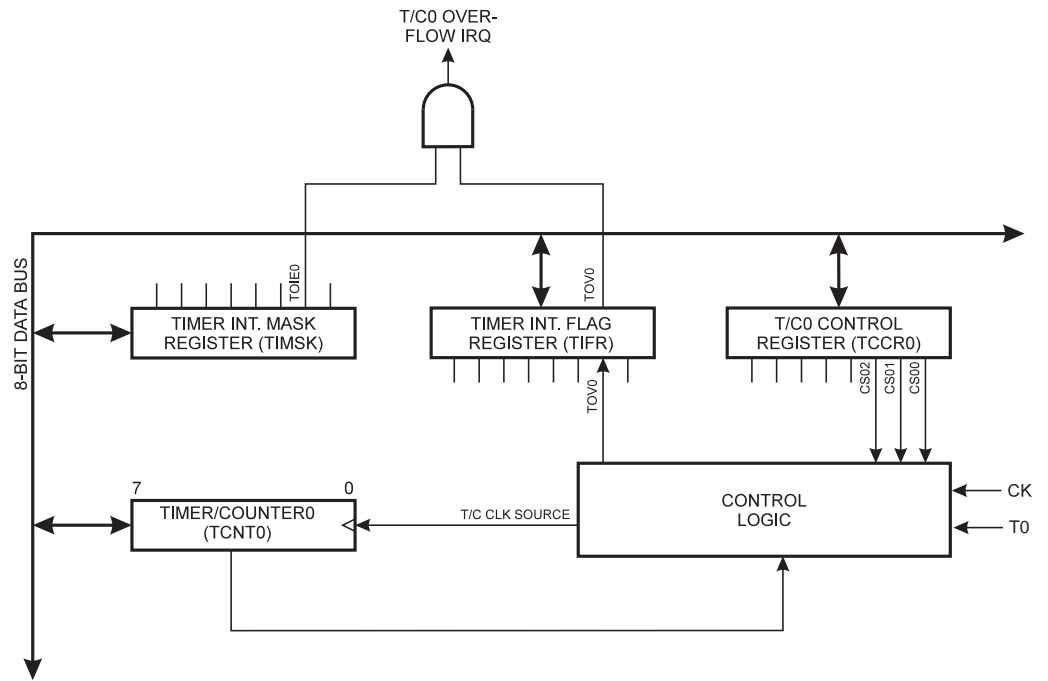 T/C0 OVER-
FLOW IRQ
8-BIT DATA BUS
TOIE0
TOV0
TIMER INT. MASK
REGISTER (TIMSK)
TIMER INT. FLAG
REGISTER (TIFR)
T/C0 CONTROL
REGISTER (TCCR0)
TOV0
CS02
CS01
CS00
7
0
TIMER/COUNTER0
(TCNT0)
T/C CLK SOURCE
CONTROL
LOGIC
CK
T0